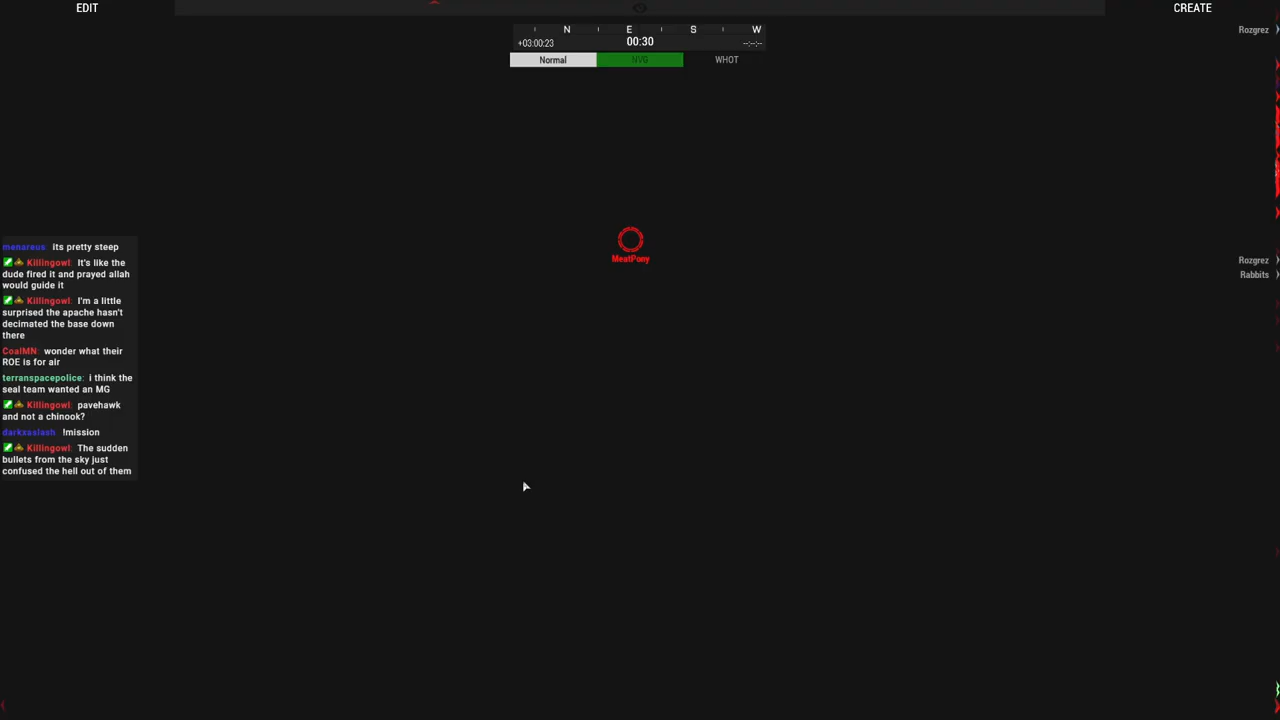 EDIT
CREATE
N E S W
+03:00:23 00:30 --:--:--
Normal NVG WHOT
Rozgrez
MeatPony
Rozgrez
Rabbits
menareus: its pretty steep
Killingowl: It's like the
dude fired it and prayed allah
would guide it
Killingowl: I'm a little
surprised the apache hasn't
decimated the base down
there
CoalMN: wonder what their
ROE is for air
terranspacepolice: i think the
seal team wanted an MG
Killingowl: pavehawk
and not a chinook?
darkxaslash: !mission
Killingowl: The sudden
bullets from the sky just
confused the hell out of them